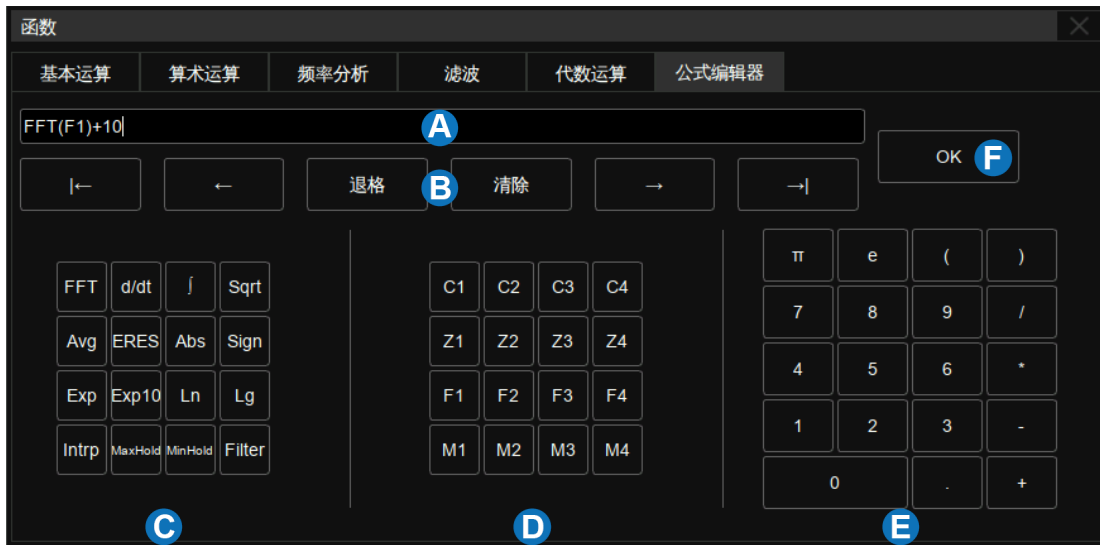 函数
基本运算 算术运算 频率分析 滤波 代数运算 公式编辑器
FFT(F1)+10 A
OK F
|← ← 退格 B 清除 → →|
FFT d/dt ∫ Sqrt
Avg ERES Abs Sign
Exp Exp10 Ln Lg
Intrp MaxHold MinHold Filter
C
C1 C2 C3 C4
Z1 Z2 Z3 Z4
F1 F2 F3 F4
M1 M2 M3 M4
D
π e ( )
7 8 9 /
4 5 6 *
1 2 3 -
0 . +
E